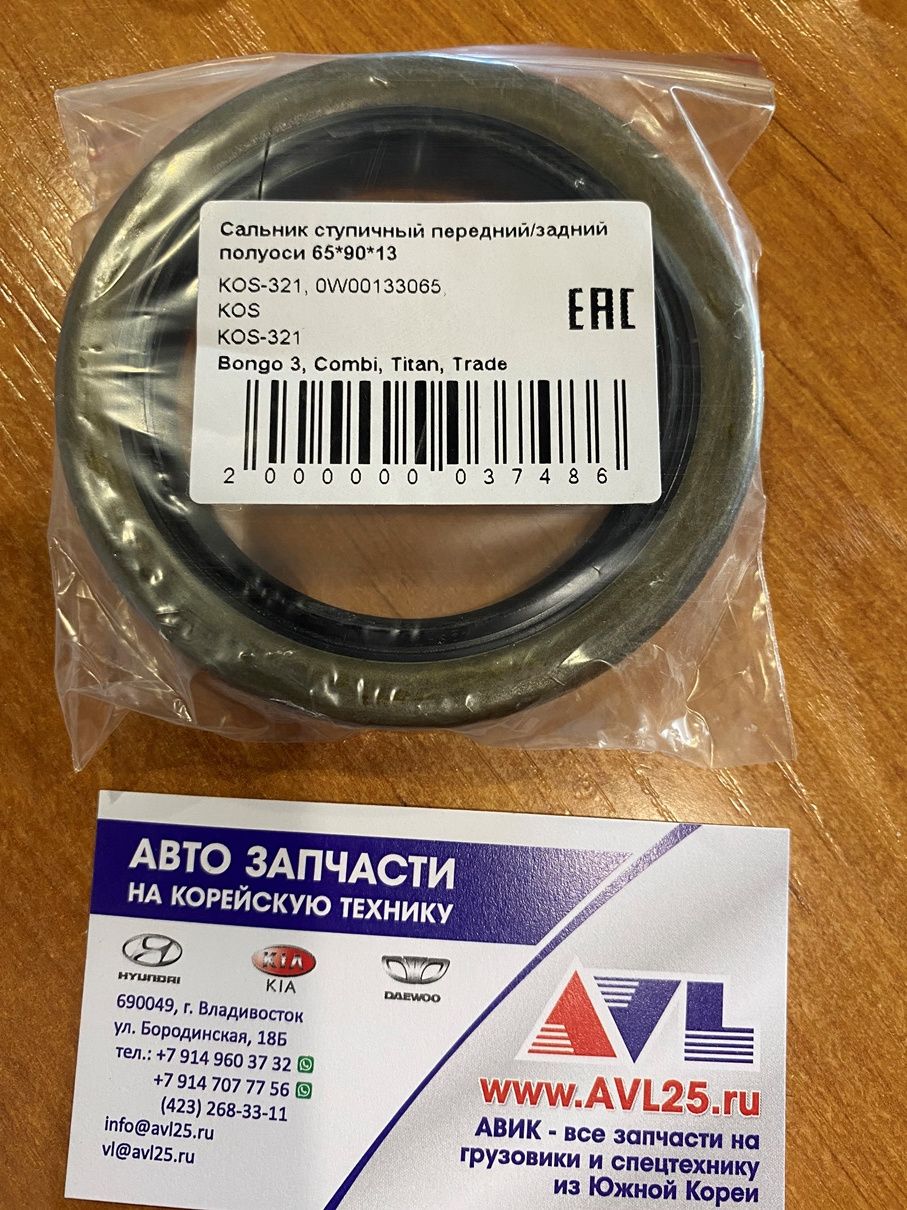 Сальник ступичный передний/задний
полуоси 65*90*13
KOS-321, 0W00133065,
KOS
KOS-321
EAC
Bongo 3, Combi, Titan, Trade
2 000000 037486
АВТО ЗАПЧАСТИ
НА КОРЕЙСКУЮ ТЕХНИКУ
HYUNDAI
KIA
KIA
DAEWOO
690049, г. Владивосток
ул. Бородинская, 18Б
тел.: +7 914 960 37 32
+7 914 707 77 56
(423) 268-33-11
info@avl25.ru
vl@avl25.ru
AVL
www.AVL25.ru
АВИК - все запчасти на
грузовики и спецтехнику
из Южной Кореи